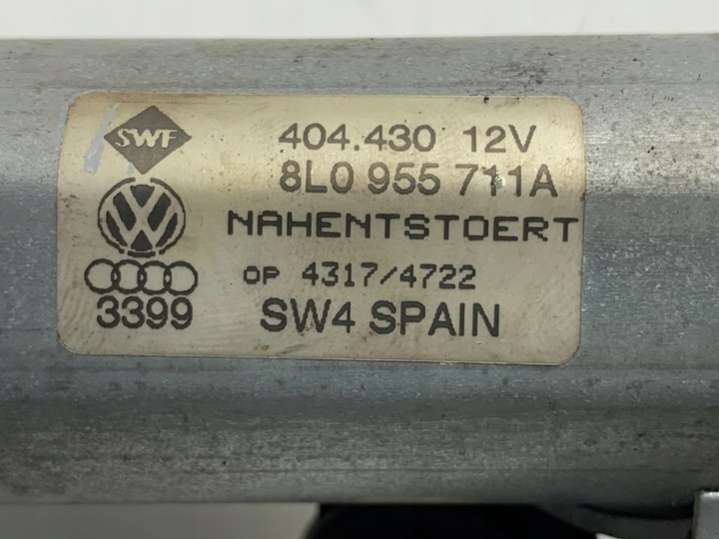 SWF
404.430 12V
8L0 955 711A
NAHENTSTOERT
OP 4317/4722
3399
SW4 SPAIN